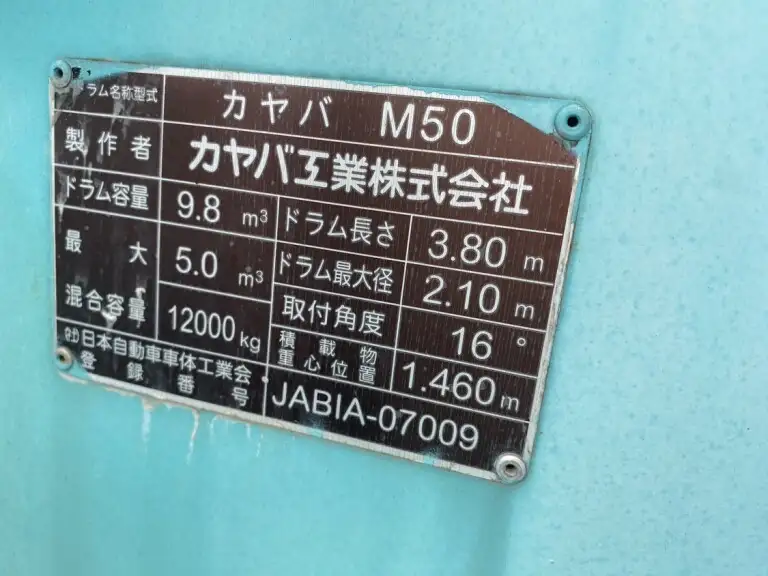 ドラム名称型式 カヤバ M50
製作者 カヤバ工業株式会社
ドラム容量 9.8 m³ ドラム長さ 3.80 m
最大混合容量 5.0 m³ ドラム最大径 2.10 m
12000kg 取付角度 16°
積載物重心位置 1.460m
(社)日本自動車車体工業会
登録番号 JABIA-07009